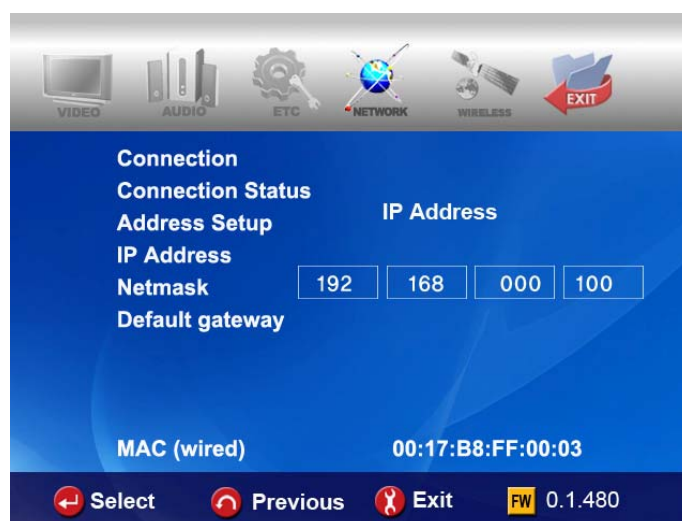 VIDEO AUDIO ETC NETWORK WIRELESS EXIT
Connection
Connection Status
Address Setup
IP Address
IP Address
Netmask
192 168 000 100
Default gateway
MAC (wired) 00:17:B8:FF:00:03
Select Previous Exit FW 0.1.480